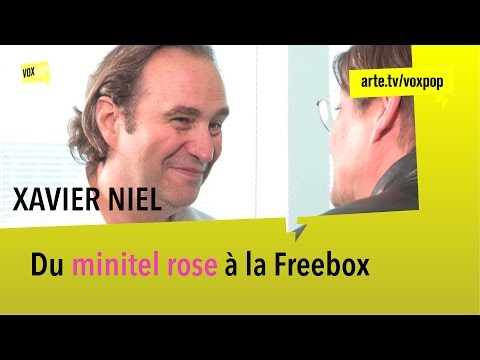 VOX
arte.tv/voxpop
XAVIER NIEL
Du minitel rose à la Freebox